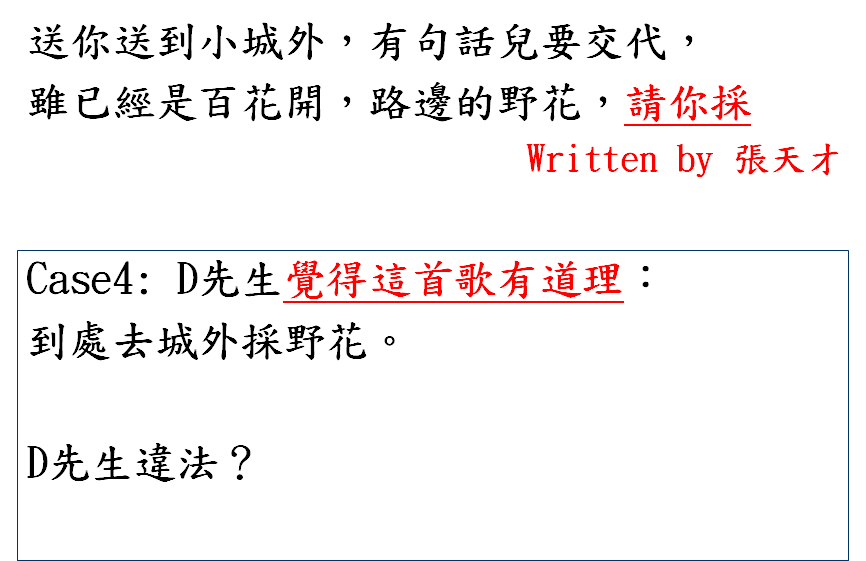 送你送到小城外，有句話兒要交代，
雖已經是百花開，路邊的野花，請你採
Written by 張天才
Case4: D先生覺得這首歌有道理：
到處去城外採野花。
D先生違法？